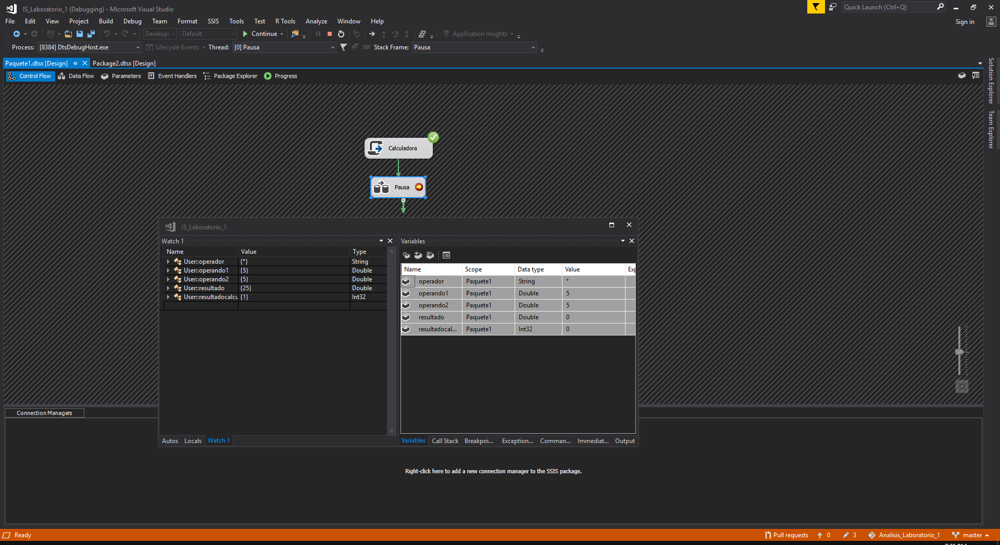 IS_Laboratorio_1 (Debugging) - Microsoft Visual Studio
Quick Launch (Ctrl+Q)
File Edit View Project Build Debug Team Format SSIS Tools Test R Tools Analyze Window Help
Sign in
Developi Default Continue Application Insights
Process: [8384] DtsDebugHost.exe Lifecycle Events Thread: [0] Pausa Stack Frame: Pausa
Paquete1.dtsx [Design] Package2.dtsx [Design]
Control Flow Data Flow Parameters Event Handlers Package Explorer Progress
Solution Explorer
Team Explorer
Calculadora
Pausa
IS_Laboratorio_1
Watch 1
Name Value Type
User::operador {*} String
User::operando1 {5} Double
User::operando2 {5} Double
User::resultado {25} Double
User::resultadocalcu {1} Int32
Autos Locals Watch 1
Variables
Name Scope Data type Value Exp
operador Paquete1 String *
operando1 Paquete1 Double 5
operando2 Paquete1 Double 5
resultado Paquete1 Double 0
resultadocal... Paquete1 Int32 0
Variables Call Stack Breakpoi... Exception... Comman... Immediat... Output
Connection Managers
Right-click here to add a new connection manager to the SSIS package.
Ready
Pull requests 0 3 Analisis_Laboratorio_1 master